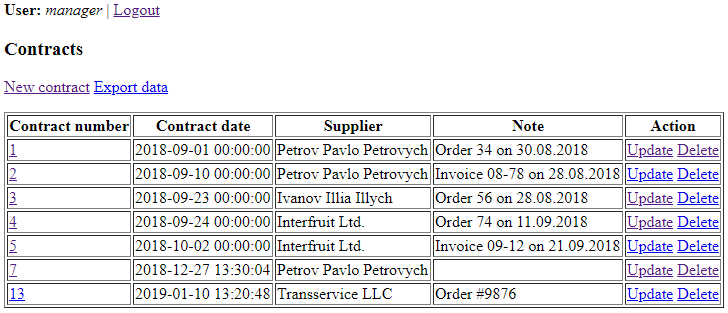 User: manager | Logout
Contracts
New contract Export data
Contract number Contract date Supplier Note Action
1 2018-09-01 00:00:00 Petrov Pavlo Petrovych Order 34 on 30.08.2018 Update Delete
2 2018-09-10 00:00:00 Petrov Pavlo Petrovych Invoice 08-78 on 28.08.2018 Update Delete
3 2018-09-23 00:00:00 Ivanov Illia Illych Order 56 on 28.08.2018 Update Delete
4 2018-09-24 00:00:00 Interfruit Ltd. Order 74 on 11.09.2018 Update Delete
5 2018-10-02 00:00:00 Interfruit Ltd. Invoice 09-12 on 21.09.2018 Update Delete
7 2018-12-27 13:30:04 Petrov Pavlo Petrovych Update Delete
13 2019-01-10 13:20:48 Transservice LLC Order #9876 Update Delete